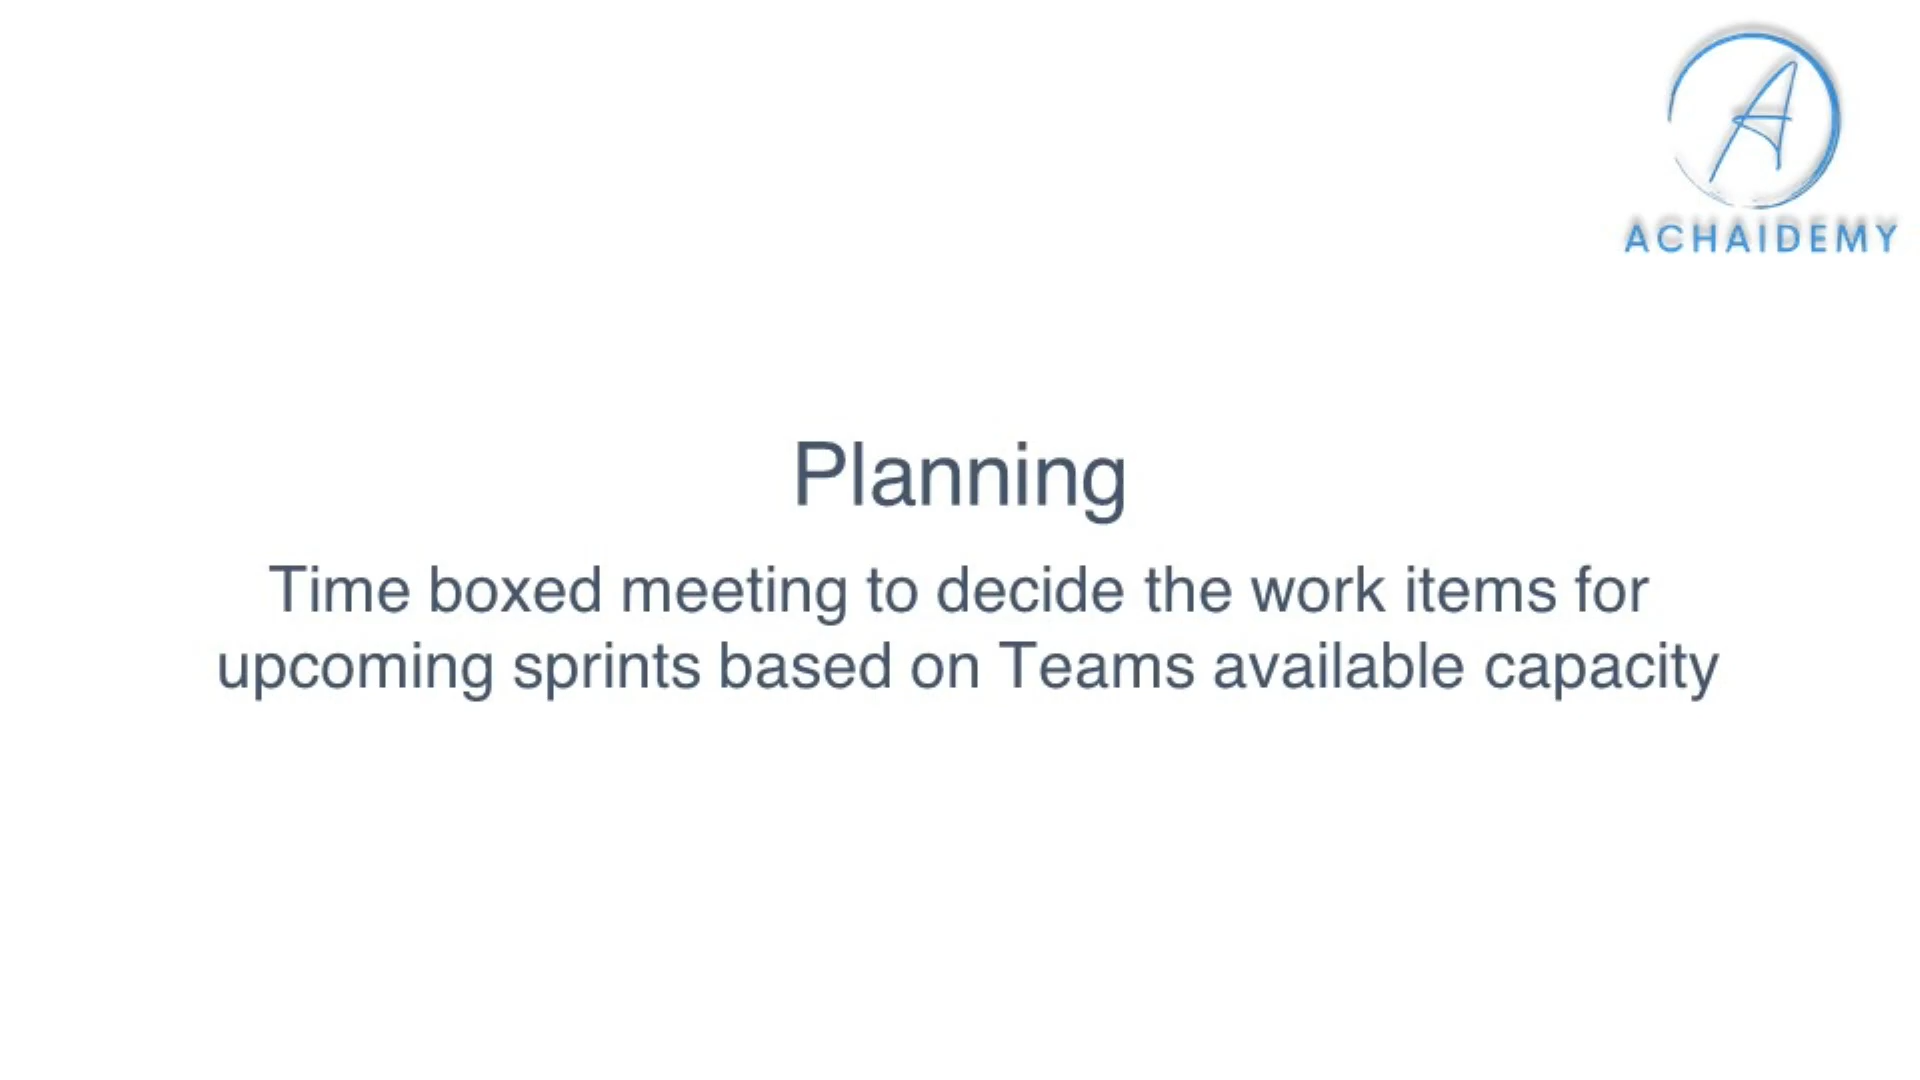 A
ACHAIDEMY
Planning
Time boxed meeting to decide the work items for
upcoming sprints based on Teams available capacity